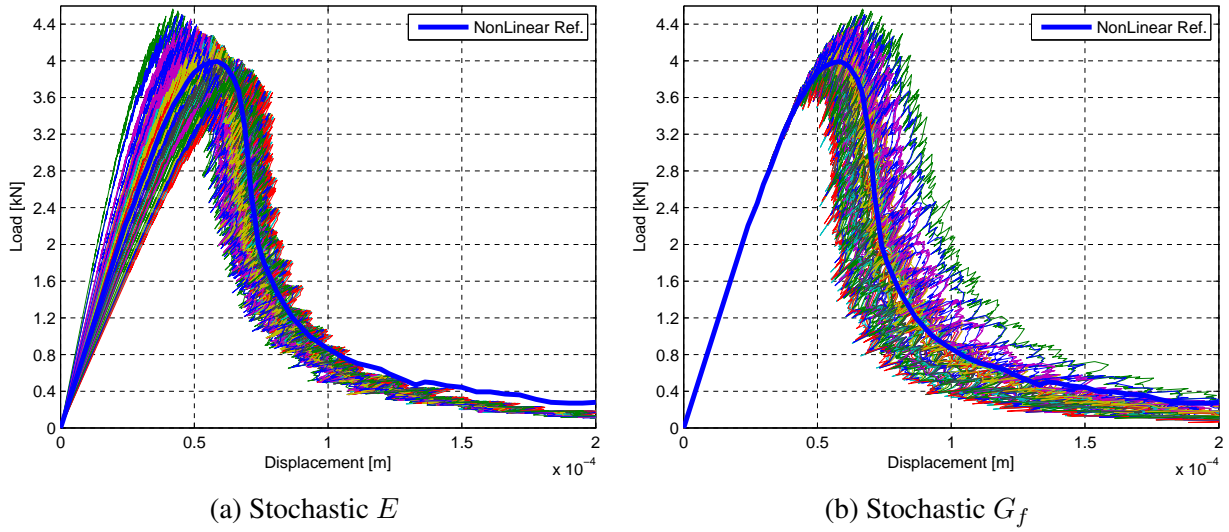 NonLinear Ref.
Load [kN]
4.4
4
3.6
3.2
2.8
2.4
2
1.6
1.2
0.8
0.4
0
0 0.5 1 1.5 2
x 10⁻⁴
Displacement [m]
(a) Stochastic E
NonLinear Ref.
Load [kN]
4.4
4
3.6
3.2
2.8
2.4
2
1.6
1.2
0.8
0.4
0
0 0.5 1 1.5 2
x 10⁻⁴
Displacement [m]
(b) Stochastic G_f